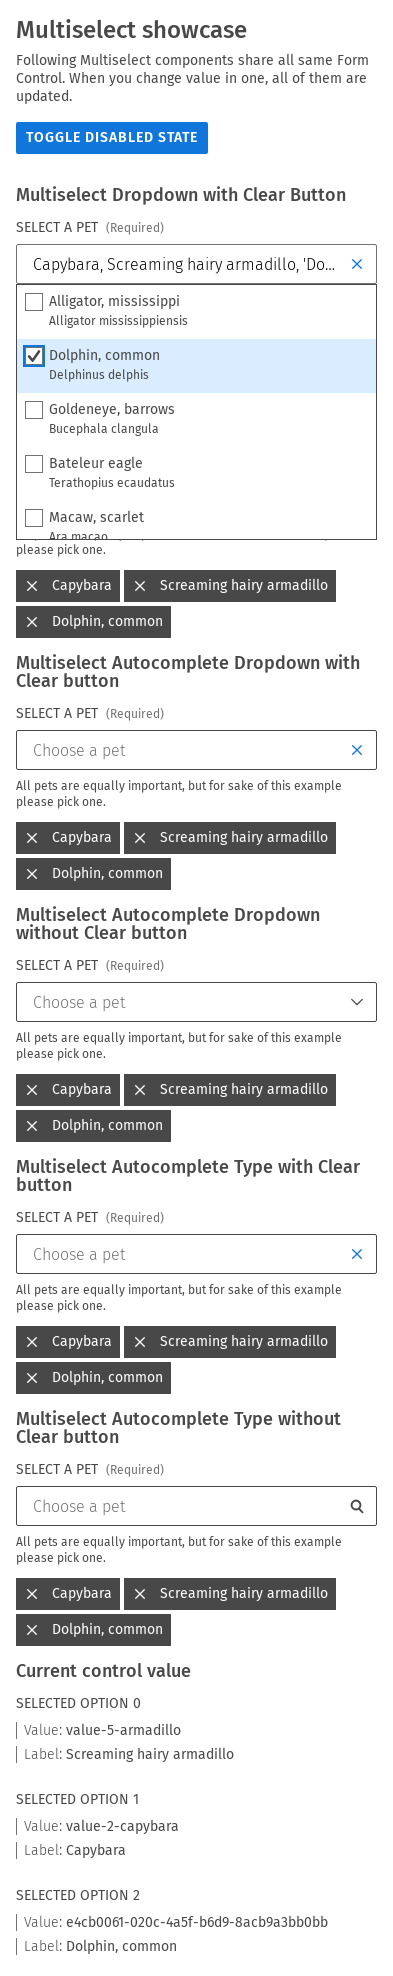 Multiselect showcase
Following Multiselect components share all same Form
Control. When you change value in one, all of them are
updated.
TOGGLE DISABLED STATE
Multiselect Dropdown with Clear Button
SELECT A PET (Required)
Capybara, Screaming hairy armadillo, 'Do...
Alligator, mississippi
Alligator mississippiensis
Dolphin, common
Delphinus delphis
Goldeneye, barrows
Bucephala clangula
Bateleur eagle
Terathopius ecaudatus
Macaw, scarlet
Ara macao
please pick one.
Capybara
Screaming hairy armadillo
Dolphin, common
Multiselect Autocomplete Dropdown with
Clear button
SELECT A PET (Required)
Choose a pet
All pets are equally important, but for sake of this example
please pick one.
Capybara
Screaming hairy armadillo
Dolphin, common
Multiselect Autocomplete Dropdown
without Clear button
SELECT A PET (Required)
Choose a pet
All pets are equally important, but for sake of this example
please pick one.
Capybara
Screaming hairy armadillo
Dolphin, common
Multiselect Autocomplete Type with Clear
button
SELECT A PET (Required)
Choose a pet
All pets are equally important, but for sake of this example
please pick one.
Capybara
Screaming hairy armadillo
Dolphin, common
Multiselect Autocomplete Type without
Clear button
SELECT A PET (Required)
Choose a pet
All pets are equally important, but for sake of this example
please pick one.
Capybara
Screaming hairy armadillo
Dolphin, common
Current control value
SELECTED OPTION 0
Value: value-5-armadillo
Label: Screaming hairy armadillo
SELECTED OPTION 1
Value: value-2-capybara
Label: Capybara
SELECTED OPTION 2
Value: e4cb0061-020c-4a5f-b6d9-8acb9a3bb0bb
Label: Dolphin, common